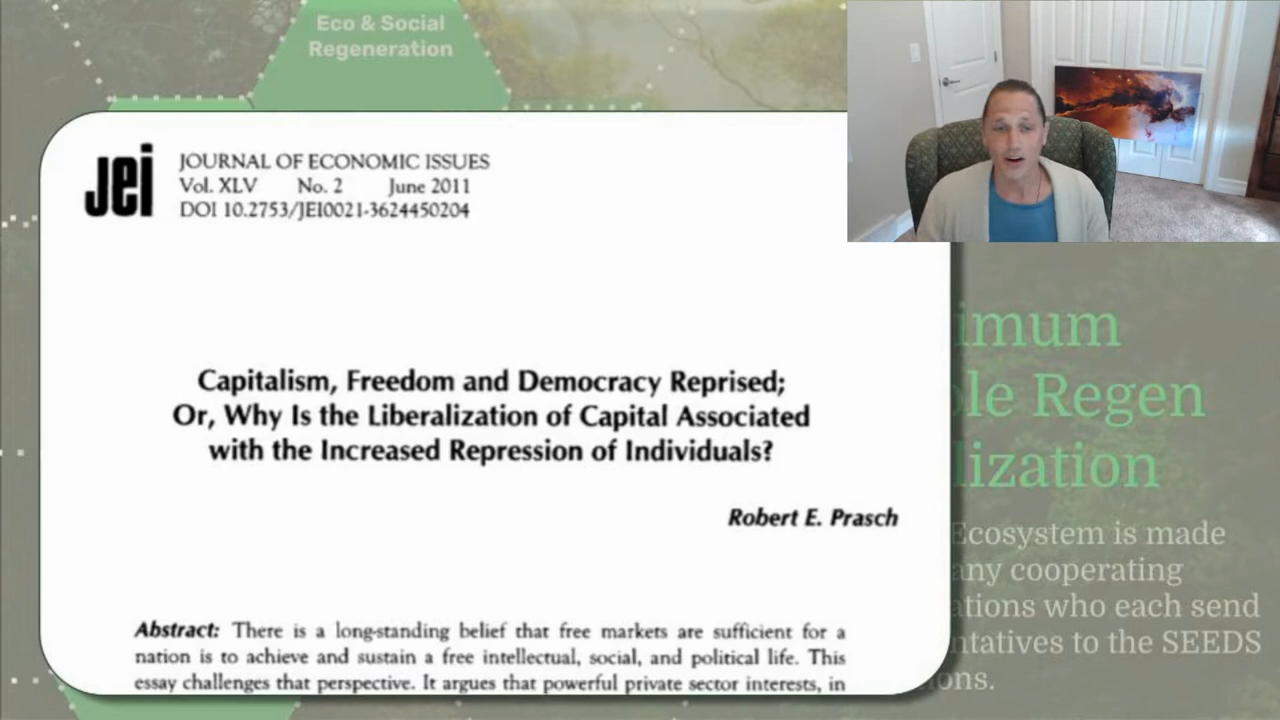 Eco & Social
Regeneration
jei
JOURNAL OF ECONOMIC ISSUES
Vol. XLV No. 2 June 2011
DOI 10.2753/JEI0021-3624450204
Capitalism, Freedom and Democracy Reprised;
Or, Why Is the Liberalization of Capital Associated
with the Increased Repression of Individuals?
Robert E. Prasch
Abstract: There is a long-standing belief that free markets are sufficient for a
nation is to achieve and sustain a free intellectual, social, and political life. This
essay challenges that perspective. It argues that powerful private sector interests, in
imum
le Regen
lization
Ecosystem is made
any cooperating
ations who each send
ntatives to the SEEDS
ons.